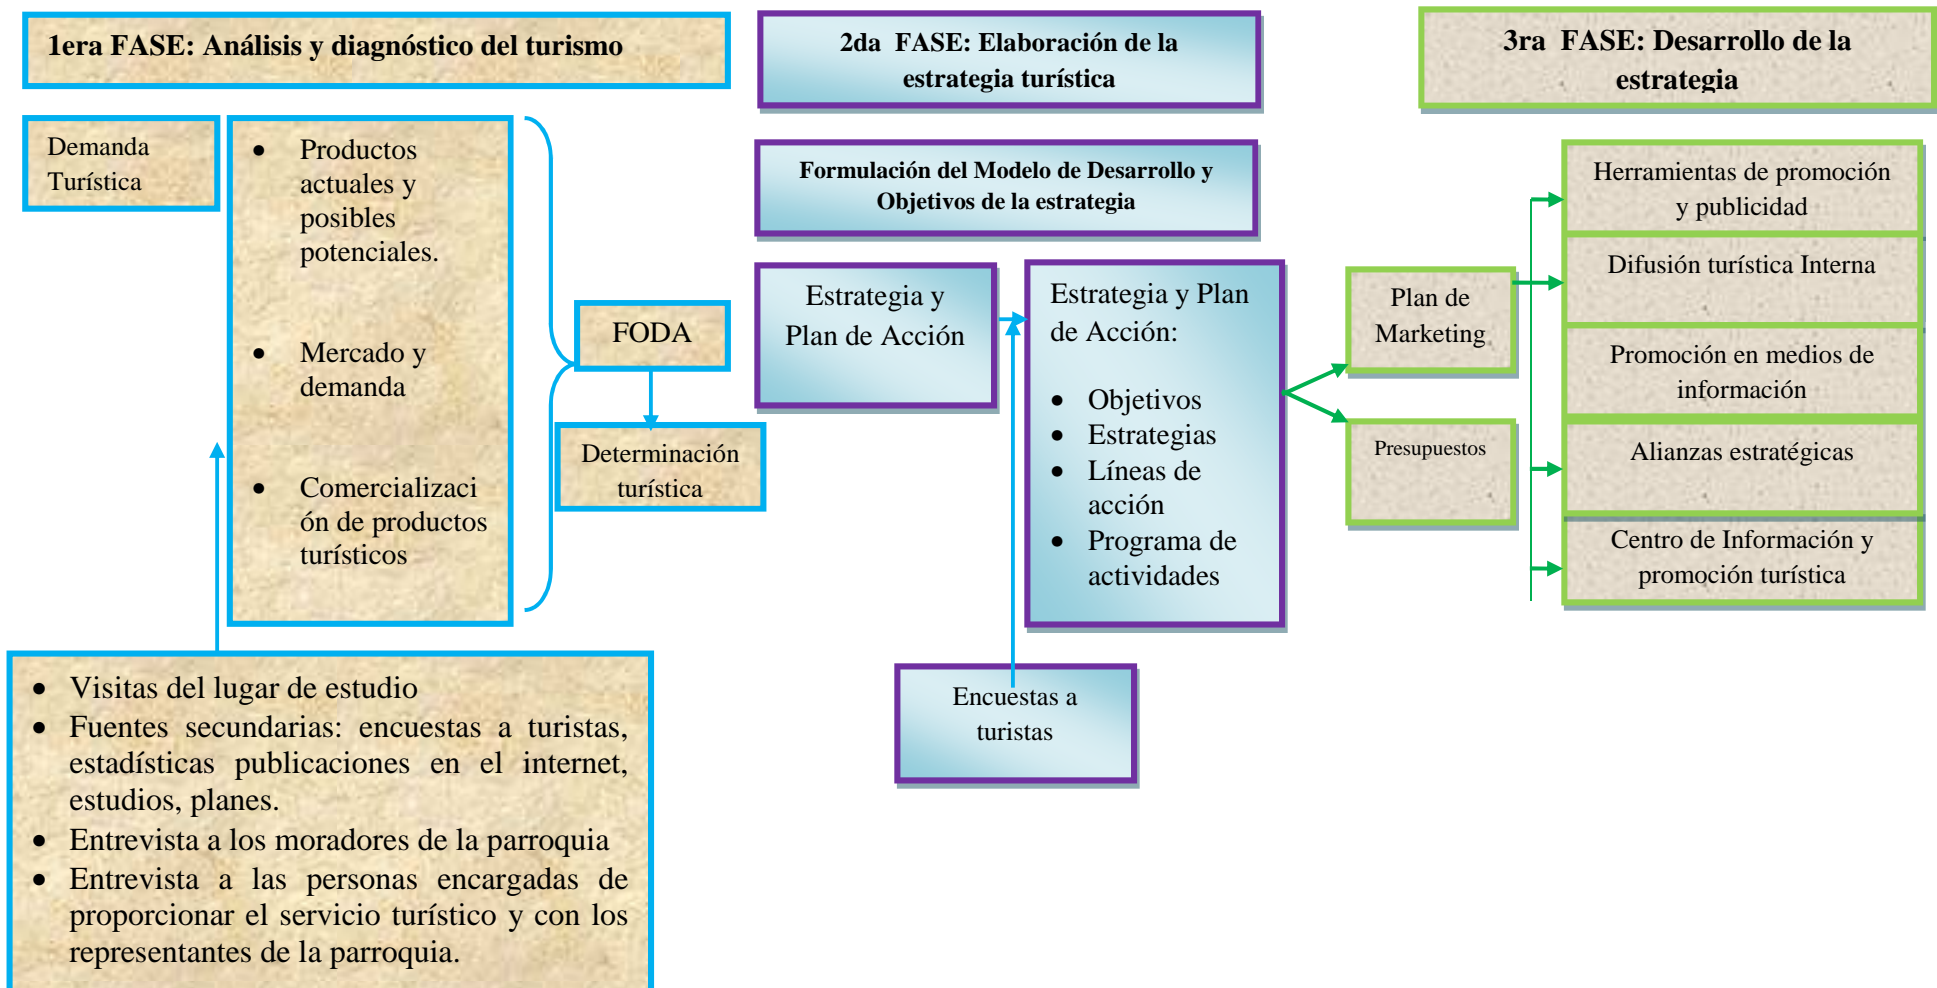 1era FASE: Análisis y diagnóstico del turismo
Demanda
Turística
• Productos
actuales y
posibles
potenciales.
• Mercado y
demanda
• Comercializaci
ón de productos
turísticos
FODA
Determinación
turística
• Visitas del lugar de estudio
• Fuentes secundarias: encuestas a turistas,
estadísticas publicaciones en el internet,
estudios, planes.
• Entrevista a los moradores de la parroquia
• Entrevista a las personas encargadas de
proporcionar el servicio turístico y con los
representantes de la parroquia.
2da FASE: Elaboración de la
estrategia turística
Formulación del Modelo de Desarrollo y
Objetivos de la estrategia
Estrategia y
Plan de Acción
Estrategia y Plan
de Acción:
• Objetivos
• Estrategias
• Líneas de
acción
• Programa de
actividades
Encuestas a
turistas
3ra FASE: Desarrollo de la
estrategia
Plan de
Marketing
Presupuestos
Herramientas de promoción
y publicidad
Difusión turística Interna
Promoción en medios de
información
Alianzas estratégicas
Centro de Información y
promoción turística